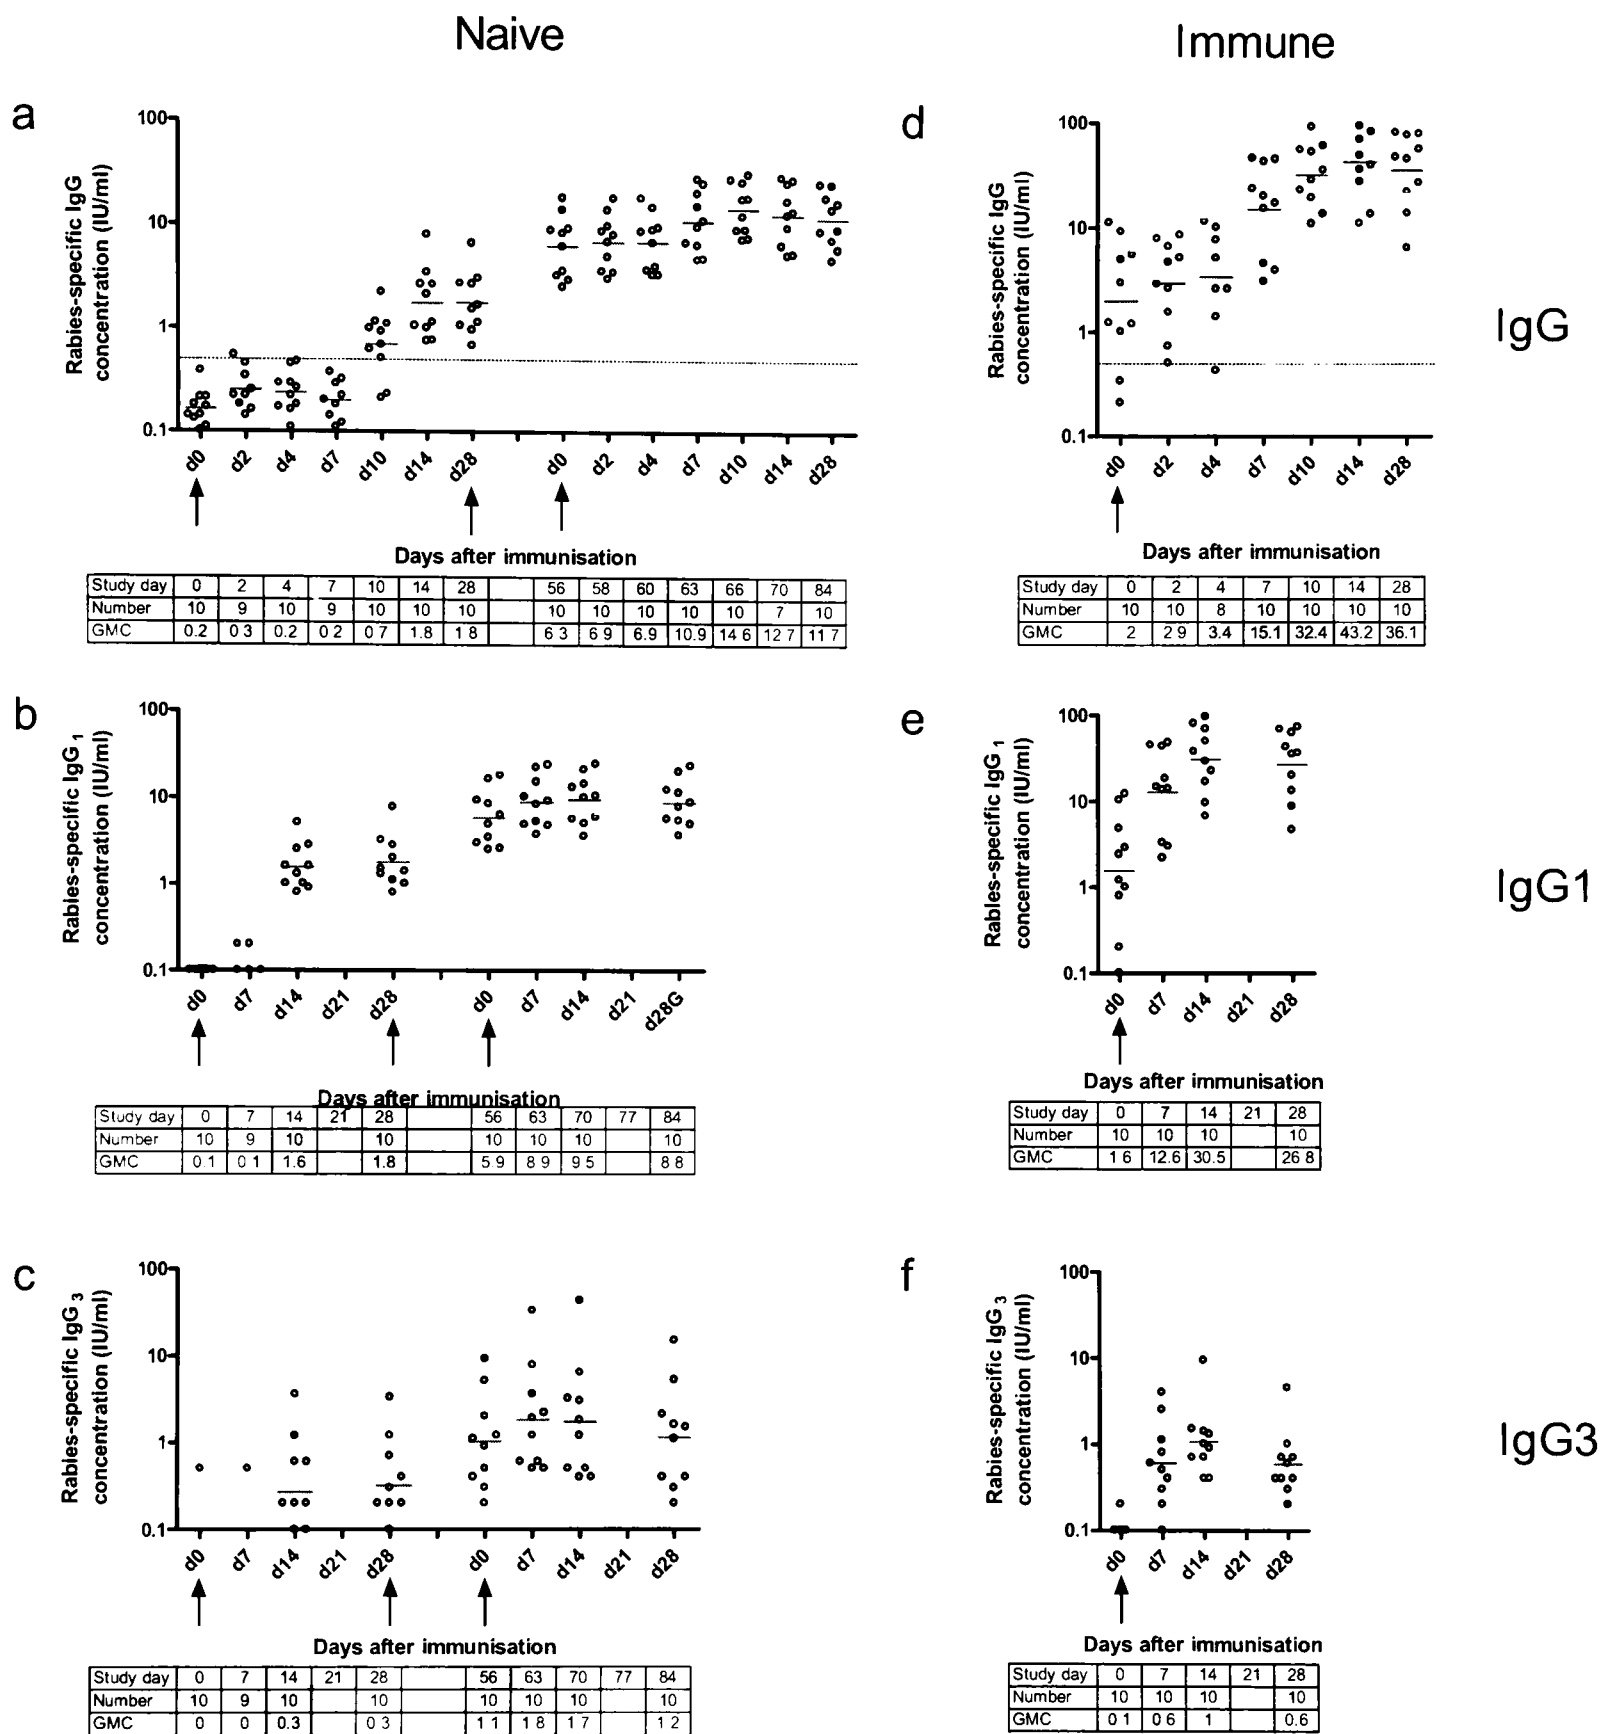 Naive
Immune
a
Rabies-specific IgG
concentration (IU/ml)
100
10
1
0.1
d0 d2 d4 d7 d10 d14 d28 d0 d2 d4 d7 d10 d14 d28
Days after immunisation
Study day 0 2 4 7 10 14 28 56 58 60 63 66 70 84
Number 10 9 10 9 10 10 10 10 10 10 10 10 7 10
GMC 0.2 0 3 0.2 0 2 0 7 1.8 1 8 6 3 6 9 6.9 10.9 14 6 12 7 11 7
d
Rabies-specific IgG
concentration (IU/ml)
100
10
1
0.1
d0 d2 d4 d7 d10 d14 d28
Days after immunisation
Study day 0 2 4 7 10 14 28
Number 10 10 8 10 10 10 10
GMC 2 2 9 3.4 15.1 32.4 43.2 36.1
IgG
b
Rabies-specific IgG 1
concentration (IU/ml)
100
10
1
0.1
d0 d7 d14 d21 d28 d0 d7 d14 d21 d28G
Days after immunisation
Study day 0 7 14 21 28 56 63 70 77 84
Number 10 9 10 10 10 10 10 10
GMC 0.1 0 1 1.6 1.8 5 9 8 9 9 5 8 8
e
Rabies-specific IgG 1
concentration (IU/ml)
100
10
1
0.1
d0 d7 d14 d21 d28
Days after immunisation
Study day 0 7 14 21 28
Number 10 10 10 10
GMC 1 6 12.6 30.5 26 8
IgG1
c
Rabies-specific IgG 3
concentration (IU/ml)
100
10
1
0.1
d0 d7 d14 d21 d28 d0 d7 d14 d21 d28
Days after immunisation
Study day 0 7 14 21 28 56 63 70 77 84
Number 10 9 10 10 10 10 10 10
GMC 0 0 0.3 0 3 1 1 1 8 1 7 1 2
f
Rabies-specific IgG 3
concentration (IU/ml)
100
10
1
0.1
d0 d7 d14 d21 d28
Days after immunisation
Study day 0 7 14 21 28
Number 10 10 10 10
GMC 0 1 0 6 1 0.6
IgG3